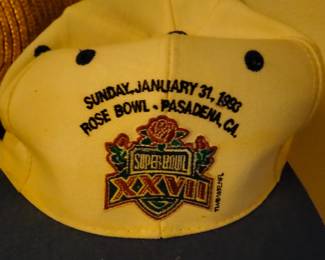 SUNDAY, JANUARY 31, 1993
ROSE BOWL - PASADENA, CA.
SUPER BOWL
XXVII